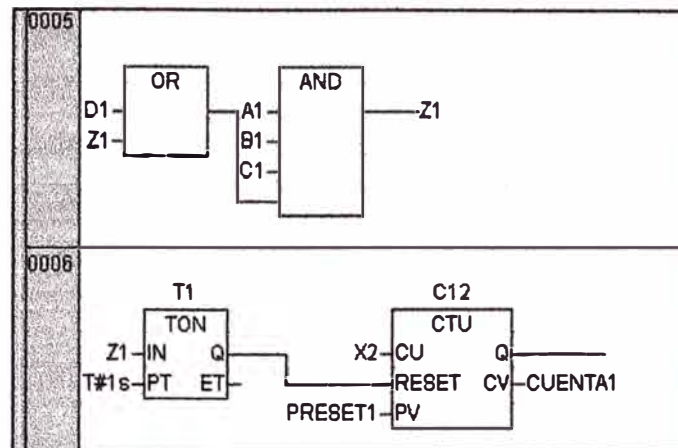 0005
OR AND
D1 A1 Z1
Z1 B1
C1
0006
T1 C12
TON CTU
Z1 IN Q X2 CU Q
T#1s PT ET RESET CV CUENTA1
PRESET1 PV